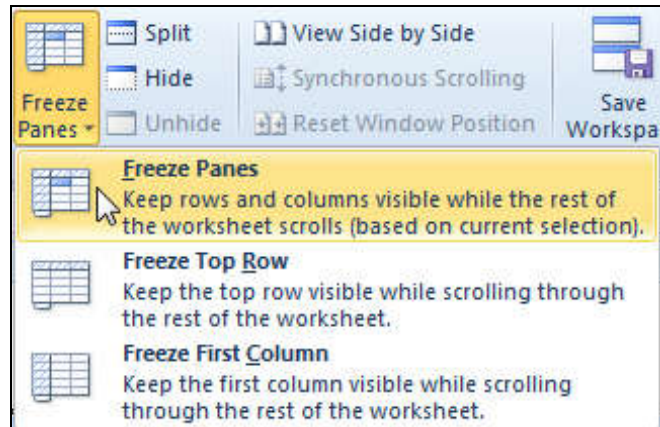 Split
View Side by Side
Hide
Synchronous Scrolling
Freeze
Panes
Unhide
Reset Window Position
Save
Workspa
Freeze Panes
Keep rows and columns visible while the rest of
the worksheet scrolls (based on current selection).
Freeze Top Row
Keep the top row visible while scrolling through
the rest of the worksheet.
Freeze First Column
Keep the first column visible while scrolling
through the rest of the worksheet.